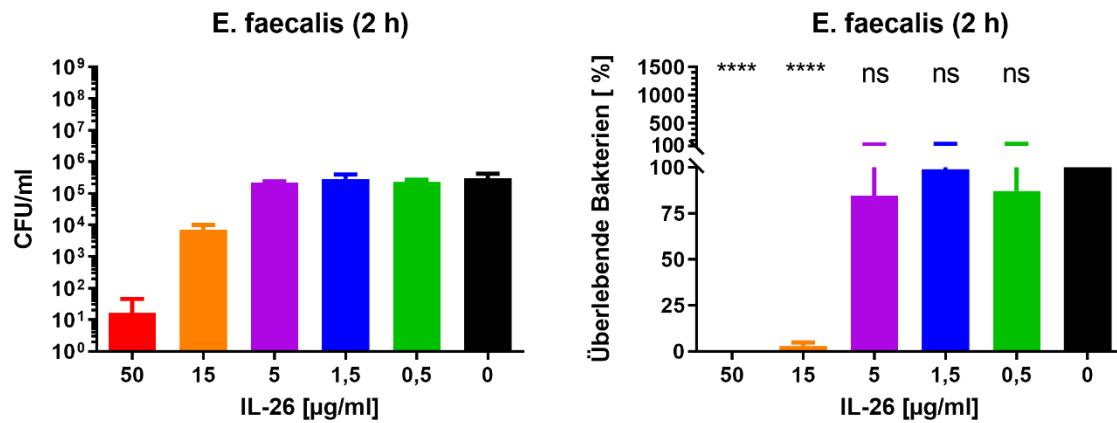 E. faecalis (2 h)
CFU/ml
10⁹
10⁸
10⁷
10⁶
10⁵
10⁴
10³
10²
10¹
10⁰
50 15 5 1,5 0,5 0
IL-26 [µg/ml]
E. faecalis (2 h)
Überlebende Bakterien [ %]
1500
1000
500
100
100
75
50
25
0
**** **** ns ns ns
50 15 5 1,5 0,5 0
IL-26 [µg/ml]